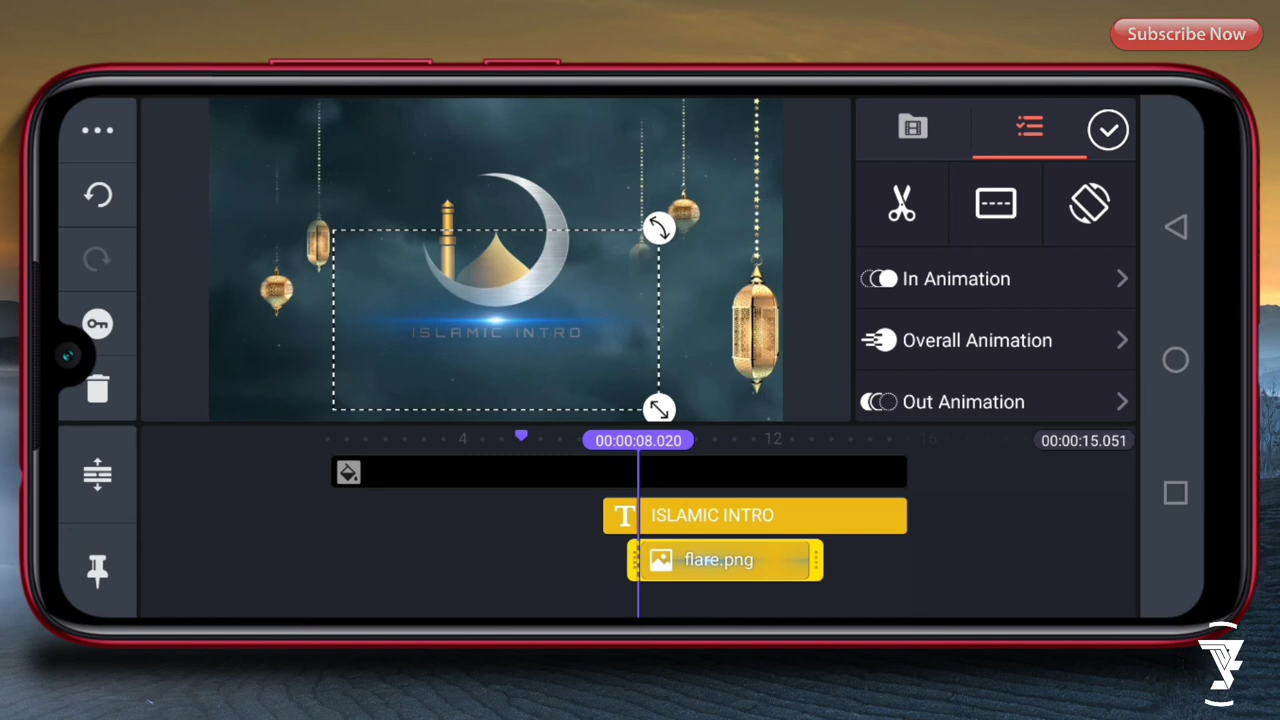 Subscribe Now
ISLAMIC INTRO
In Animation
Overall Animation
Out Animation
4
00:00:08.020
12
16
00:00:15.051
T ISLAMIC INTRO
flare.png